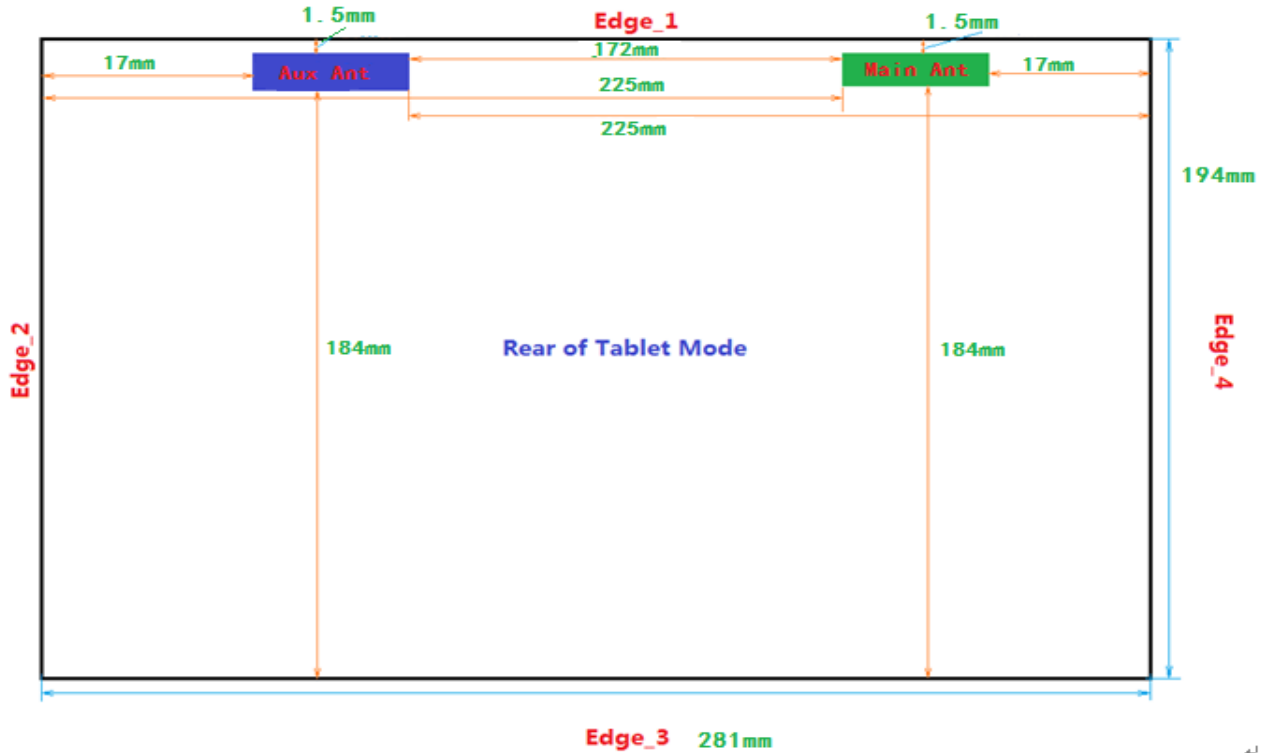 1.5mm
Edge_1
1.5mm
17mm
Aux Ant
172mm
Main Ant
17mm
225mm
225mm
194mm
Edge_2
184mm
Rear of Tablet Mode
184mm
Edge_4
Edge_3
281mm